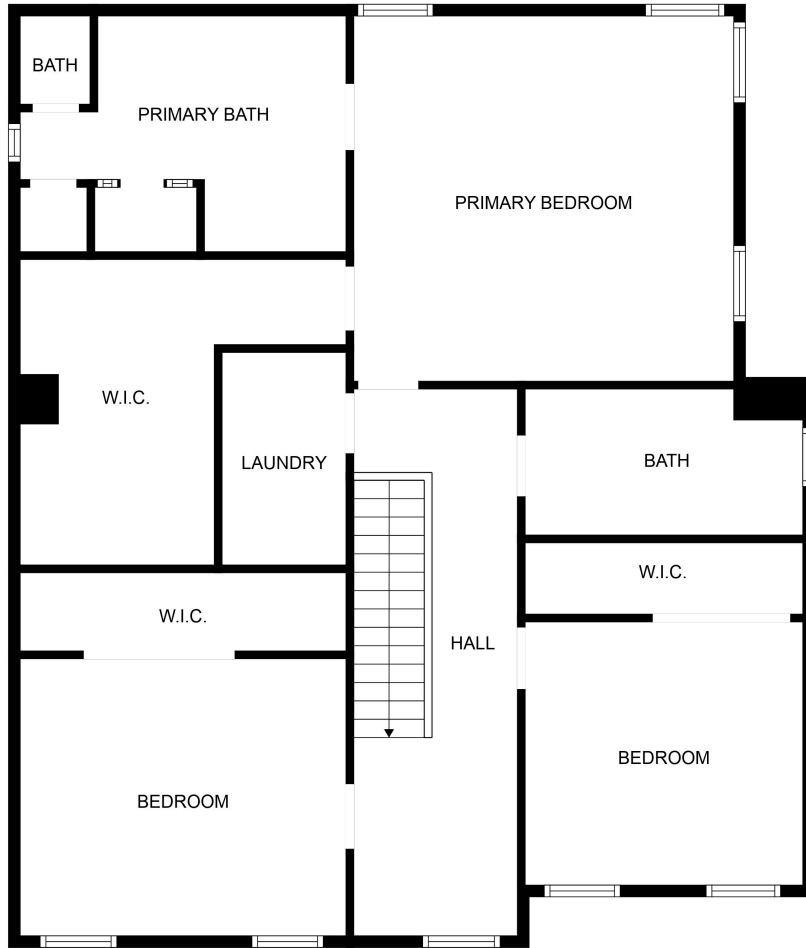 BATH
PRIMARY BATH
PRIMARY BEDROOM
W.I.C.
LAUNDRY
BATH
W.I.C.
W.I.C.
HALL
BEDROOM
BEDROOM